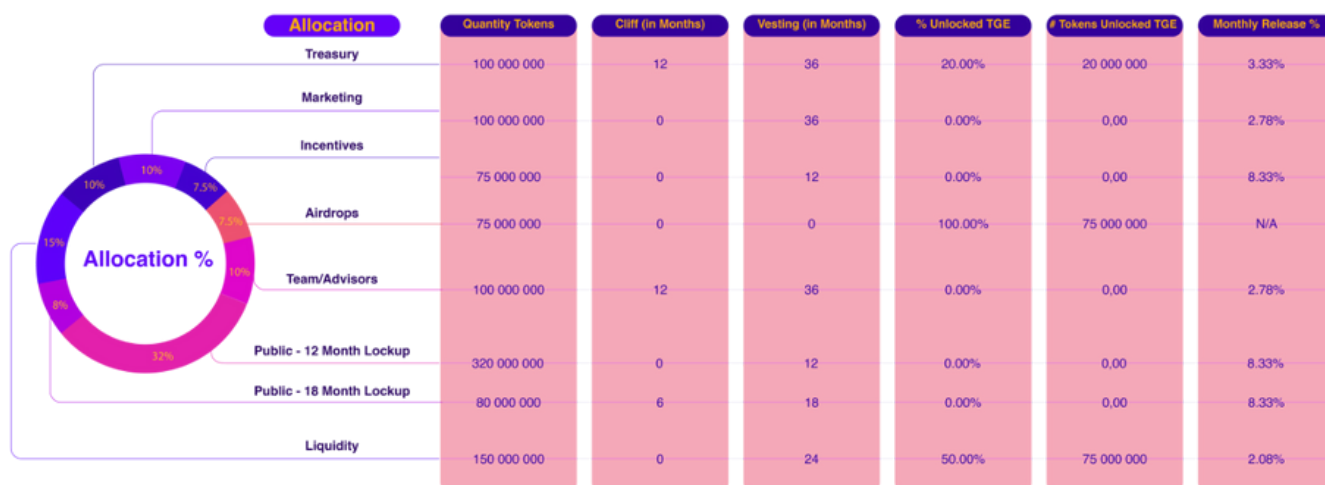 Allocation Quantity Tokens Cliff (in Months) Vesting (in Months) % Unlocked TGE # Tokens Unlocked TGE Monthly Release %
Treasury 100 000 000 12 36 20.00% 20 000 000 3.33%
Marketing 100 000 000 0 36 0.00% 0,00 2.78%
Incentives 75 000 000 0 12 0.00% 0,00 8.33%
Airdrops 75 000 000 0 0 100.00% 75 000 000 N/A
Team/Advisors 100 000 000 12 36 0.00% 0,00 2.78%
Public - 12 Month Lockup 320 000 000 0 12 0.00% 0,00 8.33%
Public - 18 Month Lockup 80 000 000 6 18 0.00% 0,00 8.33%
Liquidity 150 000 000 0 24 50.00% 75 000 000 2.08%
Allocation %
10%
10%
7.5%
7.5%
10%
32%
8%
15%